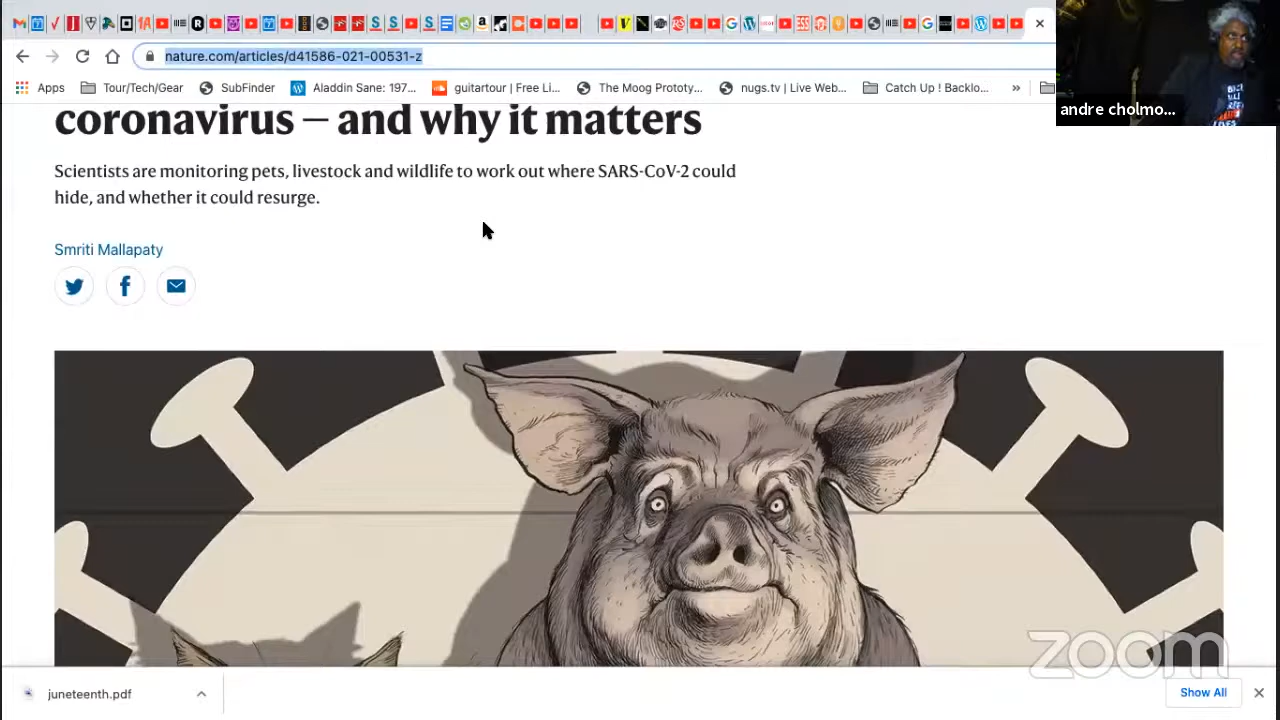 nature.com/articles/d41586-021-00531-z
Apps
Tour/Tech/Gear
SubFinder
Aladdin Sane: 197...
guitartour | Free Li...
The Moog Prototy...
nugs.tv | Live Web...
Catch Up ! Backlo...
»
andre cholmo...
coronavirus — and why it matters
Scientists are monitoring pets, livestock and wildlife to work out where SARS-CoV-2 could
hide, and whether it could resurge.
Smriti Mallapaty
zoom
juneteenth.pdf
Show All